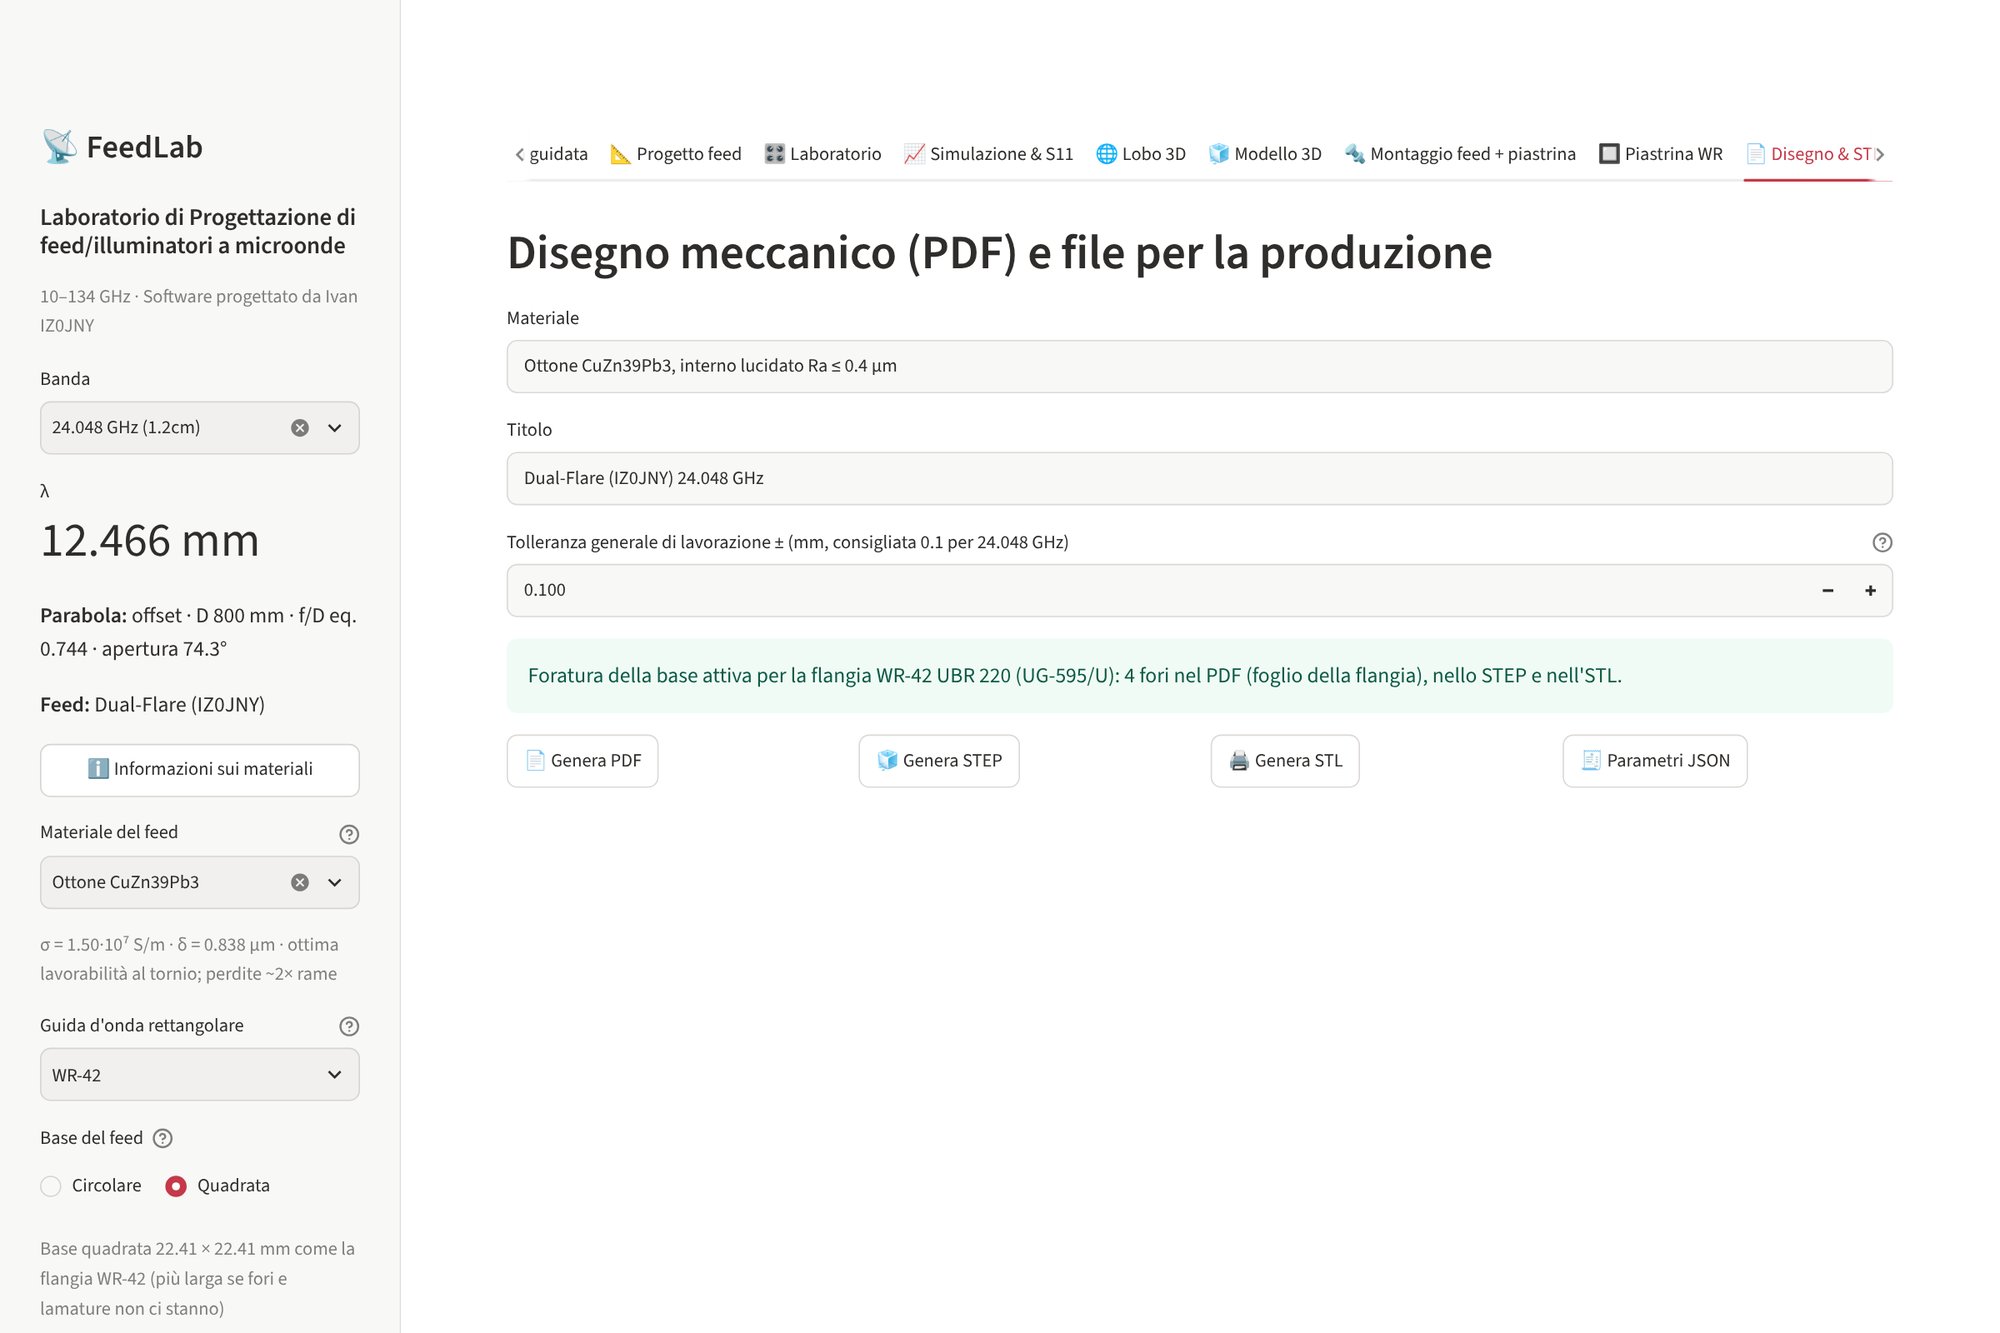 FeedLab
Laboratorio di Progettazione di
feed/illuminatori a microonde
10–134 GHz · Software progettato da Ivan
IZ0JNY
Banda
24.048 GHz (1.2cm)
λ
12.466 mm
Parabola: offset · D 800 mm · f/D eq.
0.744 · apertura 74.3°
Feed: Dual-Flare (IZ0JNY)
Informazioni sui materiali
Materiale del feed
Ottone CuZn39Pb3
σ = 1.50·10⁷ S/m · δ = 0.838 µm · ottima
lavorabilità al tornio; perdite ~2× rame
Guida d'onda rettangolare
WR-42
Base del feed
Circolare Quadrata
Base quadrata 22.41 × 22.41 mm come la
flangia WR-42 (più larga se fori e
lamature non ci stanno)
guidata Progetto feed Laboratorio Simulazione & S11 Lobo 3D Modello 3D Montaggio feed + piastrina Piastrina WR Disegno & ST
Disegno meccanico (PDF) e file per la produzione
Materiale
Ottone CuZn39Pb3, interno lucidato Ra ≤ 0.4 µm
Titolo
Dual-Flare (IZ0JNY) 24.048 GHz
Tolleranza generale di lavorazione ± (mm, consigliata 0.1 per 24.048 GHz)
0.100
Foratura della base attiva per la flangia WR-42 UBR 220 (UG-595/U): 4 fori nel PDF (foglio della flangia), nello STEP e nell'STL.
Genera PDF Genera STEP Genera STL Parametri JSON